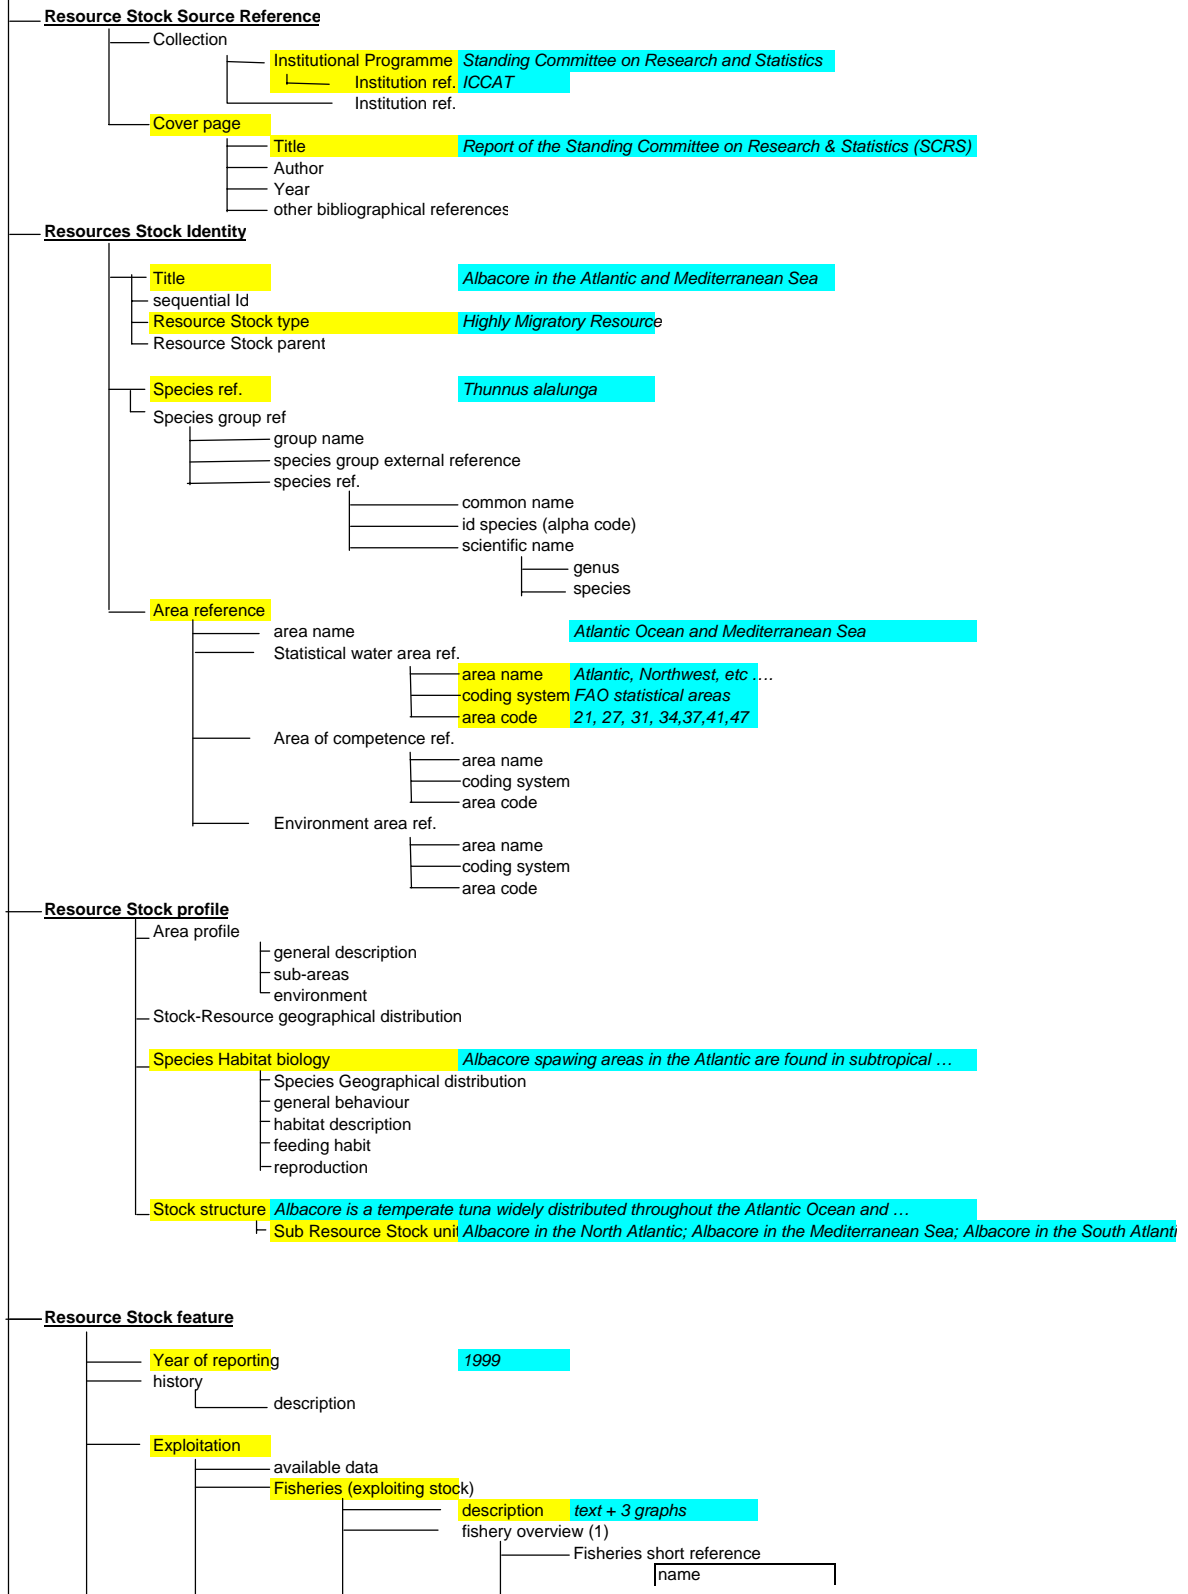 Resource Stock Source Reference
Collection
Institutional Programme Standing Committee on Research and Statistics
Institution ref. ICCAT
Institution ref.
Cover page
Title Report of the Standing Committee on Research & Statistics (SCRS)
Author
Year
other bibliographical references
Resources Stock Identity
Title Albacore in the Atlantic and Mediterranean Sea
sequential Id
Resource Stock type Highly Migratory Resource
Resource Stock parent
Species ref. Thunnus alalunga
Species group ref
group name
species group external reference
species ref.
common name
id species (alpha code)
scientific name
genus
species
Area reference
area name Atlantic Ocean and Mediterranean Sea
Statistical water area ref.
area name Atlantic, Northwest, etc ….
coding system FAO statistical areas
area code 21, 27, 31, 34,37,41,47
Area of competence ref.
area name
coding system
area code
Environment area ref.
area name
coding system
area code
Resource Stock profile
Area profile
general description
sub-areas
environment
Stock-Resource geographical distribution
Species Habitat biology Albacore spawing areas in the Atlantic are found in subtropical …
Species Geographical distribution
general behaviour
habitat description
feeding habit
reproduction
Stock structure Albacore is a temperate tuna widely distributed throughout the Atlantic Ocean and …
Sub Resource Stock unit Albacore in the North Atlantic; Albacore in the Mediterranean Sea; Albacore in the South Atlanti
Resource Stock feature
Year of reporting 1999
history
description
Exploitation
available data
Fisheries (exploiting stock)
description text + 3 graphs
fishery overview (1)
Fisheries short reference
name